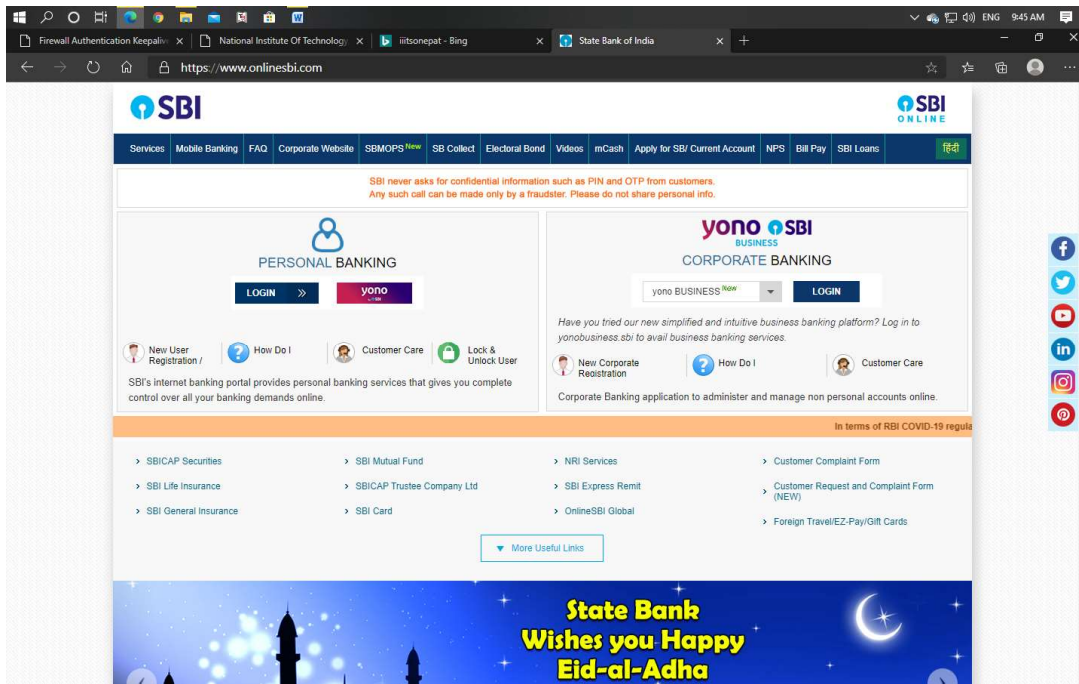 ENG 9:45 AM
Firewall Authentication Keepaliv
National Institute Of Technology
iiitsonepat - Bing
State Bank of India
https://www.onlinesbi.com
SBI
SBI
ONLINE
Services Mobile Banking FAQ Corporate Website SBMOPS New SB Collect Electoral Bond Videos mCash Apply for SB/ Current Account NPS Bill Pay SBI Loans हिंदी
SBI never asks for confidential information such as PIN and OTP from customers.
Any such call can be made only by a fraudster. Please do not share personal info.
PERSONAL BANKING
LOGIN
yono
New User
Registration /
How Do I
Customer Care
Lock &
Unlock User
SBI's internet banking portal provides personal banking services that gives you complete
control over all your banking demands online.
yono SBI
BUSINESS
CORPORATE BANKING
yono BUSINESS New
LOGIN
Have you tried our new simplified and intuitive business banking platform? Log in to
yonobusiness.sbi to avail business banking services.
New Corporate
Registration
How Do I
Customer Care
Corporate Banking application to administer and manage non personal accounts online.
In terms of RBI COVID-19 regula
SBICAP Securities
SBI Life Insurance
SBI General Insurance
SBI Mutual Fund
SBICAP Trustee Company Ltd
SBI Card
NRI Services
SBI Express Remit
OnlineSBI Global
Customer Complaint Form
Customer Request and Complaint Form
(NEW)
Foreign Travel/EZ-Pay/Gift Cards
More Useful Links
State Bank
Wishes you Happy
Eid-al-Adha